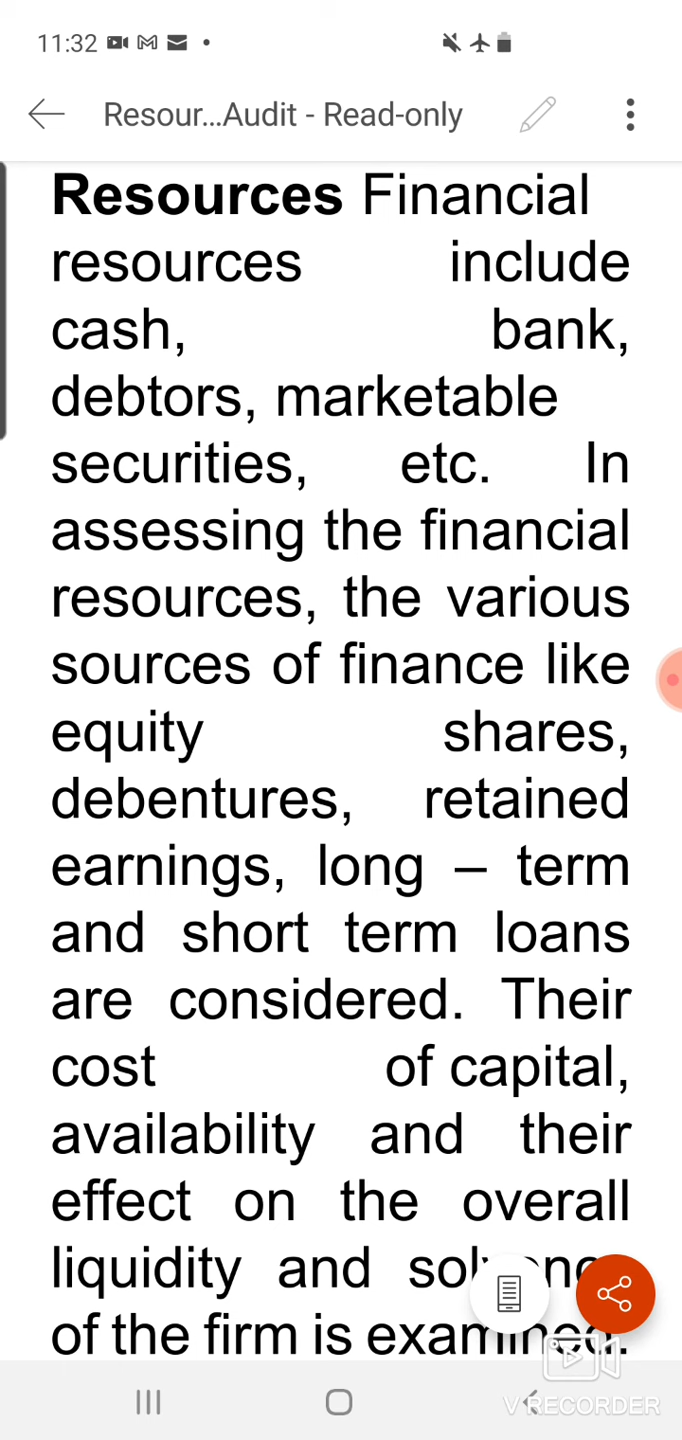 11:32
Resour...Audit - Read-only
Resources Financial
resources include
cash, bank,
debtors, marketable
securities, etc. In
assessing the financial
resources, the various
sources of finance like
equity shares,
debentures, retained
earnings, long – term
and short term loans
are considered. Their
cost of capital,
availability and their
effect on the overall
liquidity and
of the firm is examined.
V RECORDER